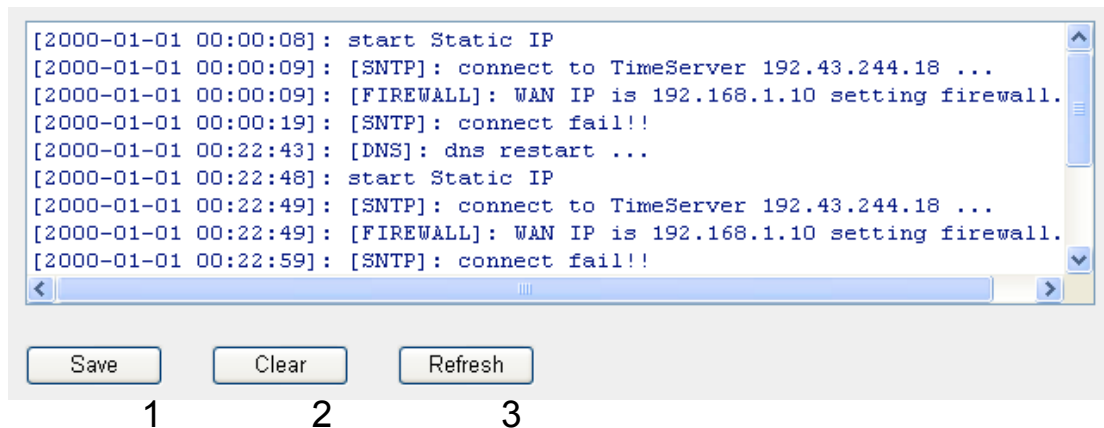 [2000-01-01 00:00:08]: start Static IP
[2000-01-01 00:00:09]: [SNTP]: connect to TimeServer 192.43.244.18 ...
[2000-01-01 00:00:09]: [FIREWALL]: WAN IP is 192.168.1.10 setting firewall.
[2000-01-01 00:00:19]: [SNTP]: connect fail!!
[2000-01-01 00:22:43]: [DNS]: dns restart ...
[2000-01-01 00:22:48]: start Static IP
[2000-01-01 00:22:49]: [SNTP]: connect to TimeServer 192.43.244.18 ...
[2000-01-01 00:22:49]: [FIREWALL]: WAN IP is 192.168.1.10 setting firewall.
[2000-01-01 00:22:59]: [SNTP]: connect fail!!
Save Clear Refresh
1 2 3